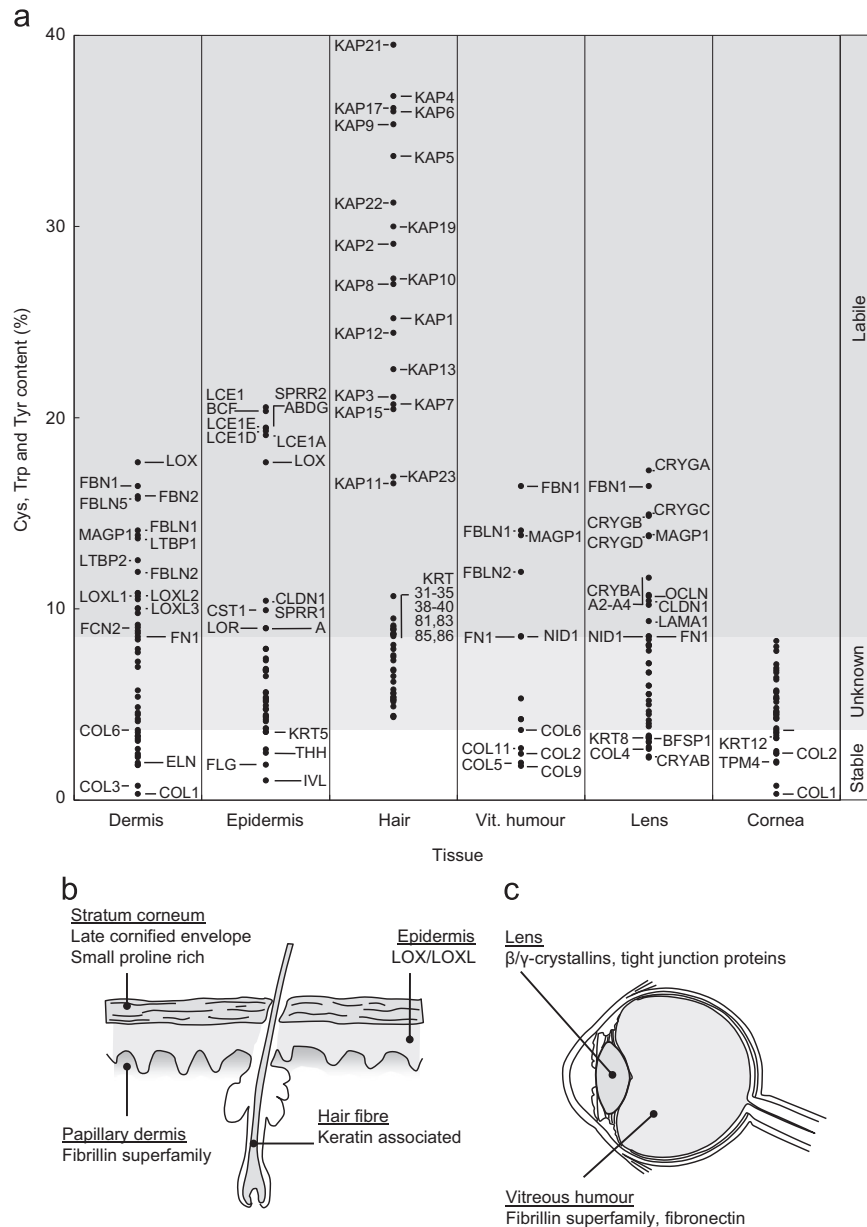 a
Cys, Trp and Tyr content (%)
40
30
20
10
0
LOX
FBN1
FBN2
FBLN5
MAGP1
FBLN1
LTBP1
LTBP2
FBLN2
LOXL1
LOXL2
LOXL3
FCN2
FN1
COL6
ELN
COL3
COL1
LCE1
SPRR2
BCF
ABDG
LCE1E
LCE1D
LCE1A
LOX
CLDN1
CST1
SPRR1
LOR
A
KRT5
THH
FLG
IVL
KAP21
KAP4
KAP17
KAP6
KAP9
KAP5
KAP22
KAP19
KAP2
KAP10
KAP8
KAP1
KAP12
KAP13
KAP3
KAP7
KAP15
KAP23
KAP11
KRT
31-35
38-40
81,83
85,86
FBN1
FBLN1
MAGP1
FBLN2
FN1
NID1
COL6
COL11
COL2
COL5
COL9
CRYGA
FBN1
CRYGC
CRYGB
MAGP1
CRYGD
CRYBA
OCLN
A2-A4
CLDN1
LAMA1
NID1
FN1
KRT8
BFSP1
COL4
CRYAB
KRT12
COL2
TPM4
COL1
Labile
Unknown
Stable
Dermis
Epidermis
Hair
Vit. humour
Lens
Cornea
Tissue
b
Stratum corneum
Late cornified envelope
Small proline rich
Epidermis
LOX/LOXL
Papillary dermis
Fibrillin superfamily
Hair fibre
Keratin associated
c
Lens
β/γ-crystallins, tight junction proteins
Vitreous humour
Fibrillin superfamily, fibronectin